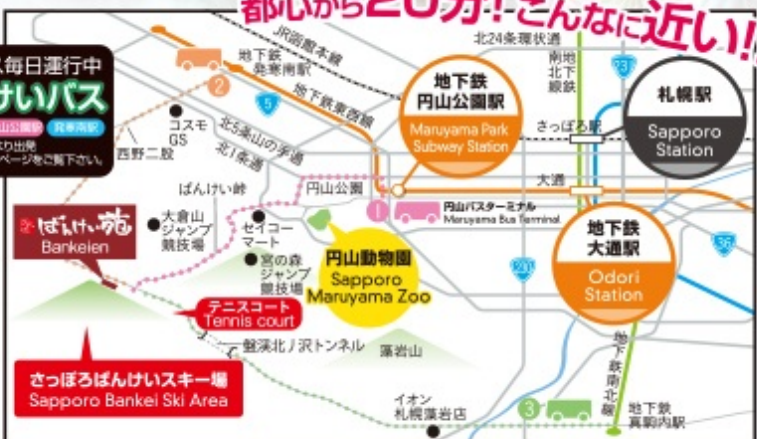 都心から20分!こんなに近い!!
ス毎日運行中
けいバス
山公園駅
発寒南駅
より出発
ページをご覧下さい。
JR函館本線
地下鉄
発寒南駅
2
5
地下鉄東西線
コスモ
GS
西野二股
北5条山の手通
北1条通
北24条環状通
地下鉄
南北線
地下鉄
円山公園駅
Maruyama Park
Subway Station
さっぽろ駅
札幌駅
Sapporo
Station
ばんけい峠
円山公園
大通
1
円山バスターミナル
Maruyama Bus Terminal
ばんけい苑
Bankeien
大倉山
ジャンプ
競技場
セイコー
マート
宮の森
ジャンプ
競技場
円山動物園
Sapporo
Maruyama Zoo
地下鉄
大通駅
Odori
Station
230
36
テニスコート
Tennis court
盤渓北ノ沢トンネル
藻岩山
さっぽろばんけいスキー場
Sapporo Bankei Ski Area
イオン
札幌藻岩店
3
地下鉄南北線
地下鉄
真駒内駅